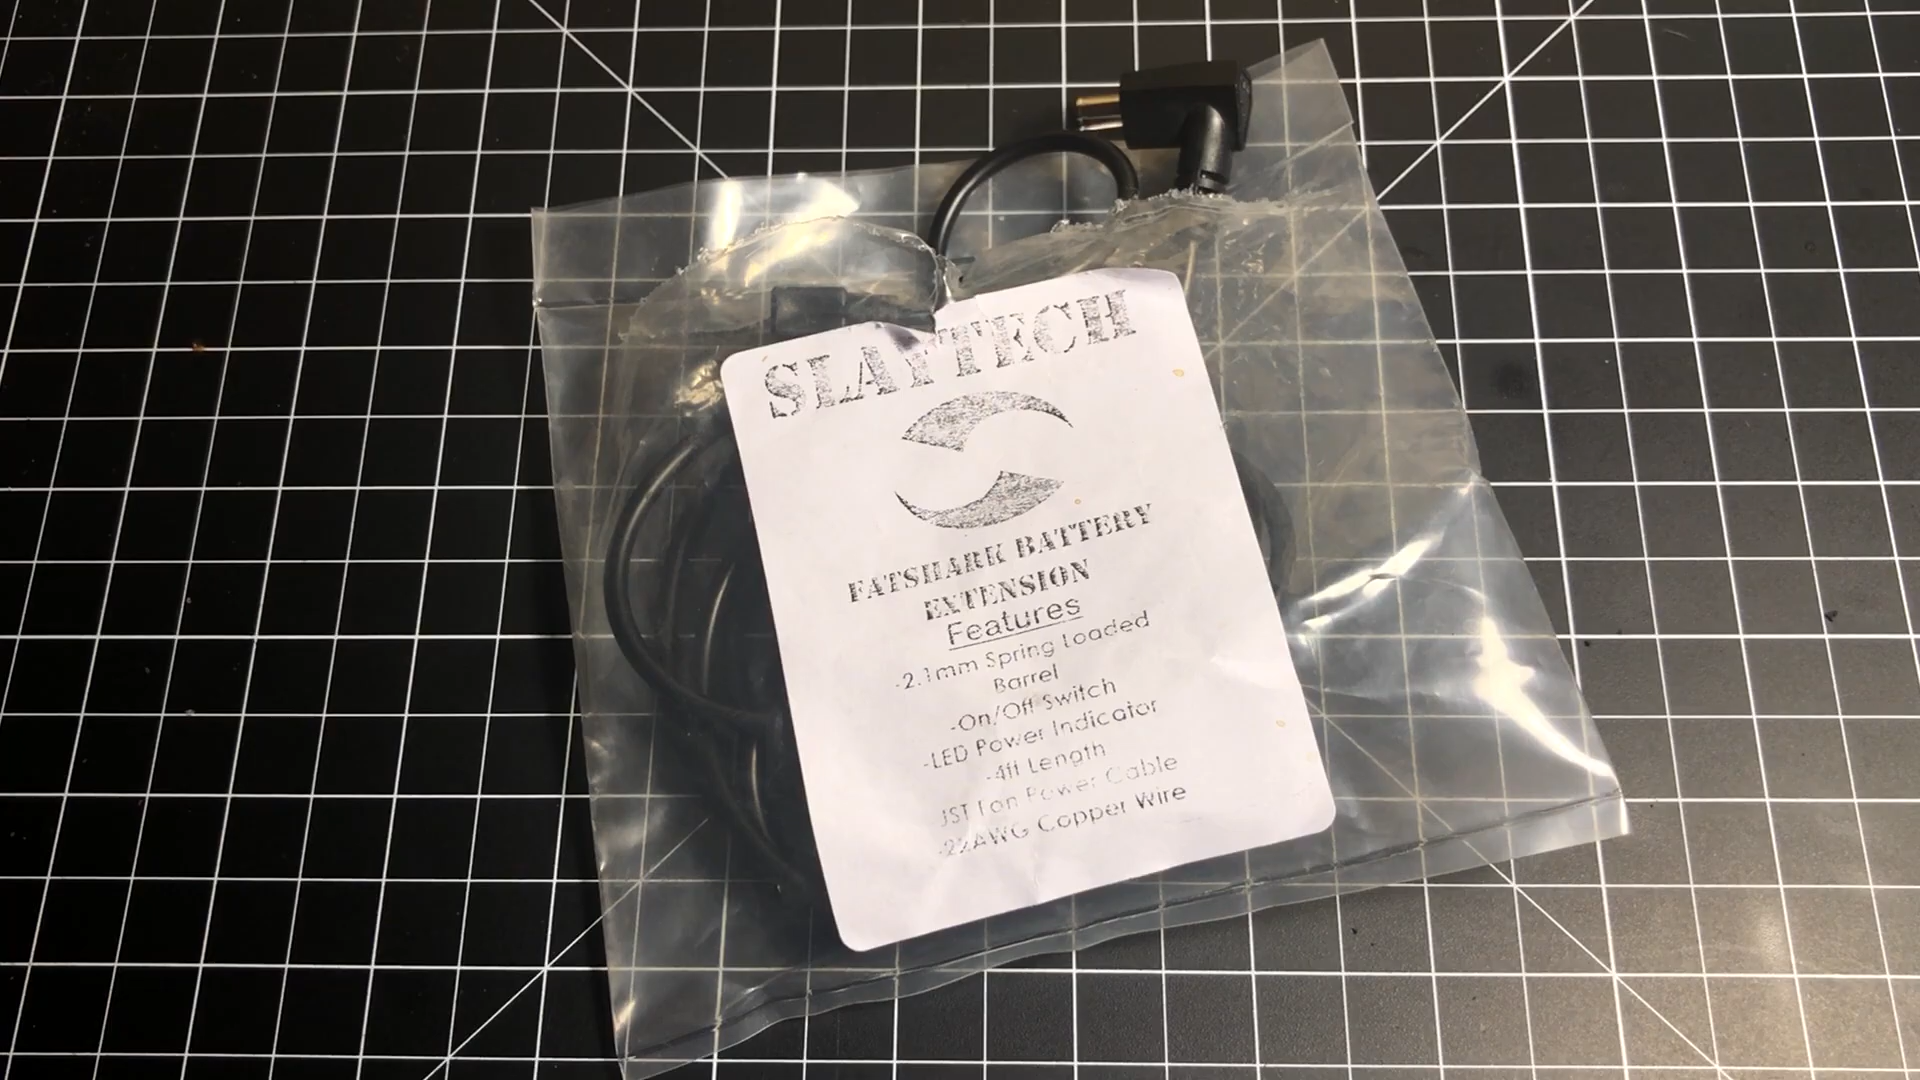 SLAYTECH
FATSHARK BATTERY
EXTENSION
Features
-2.1mm Spring Loaded
Barrel
-On/Off Switch
-LED Power Indicator
-4ft Length
JST Fan Power Cable
-22AWG Copper Wire